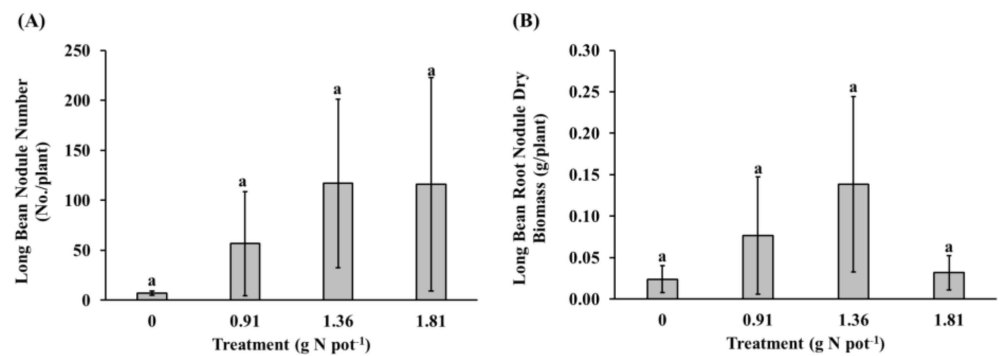 (A)
Long Bean Nodule Number
(No./plant)
250
200
150
100
50
0
a
a
a
a
0 0.91 1.36 1.81
Treatment (g N pot⁻¹)
(B)
Long Bean Root Nodule Dry
Biomass (g/plant)
0.30
0.25
0.20
0.15
0.10
0.05
0.00
a
a
a
a
0 0.91 1.36 1.81
Treatment (g N pot⁻¹)